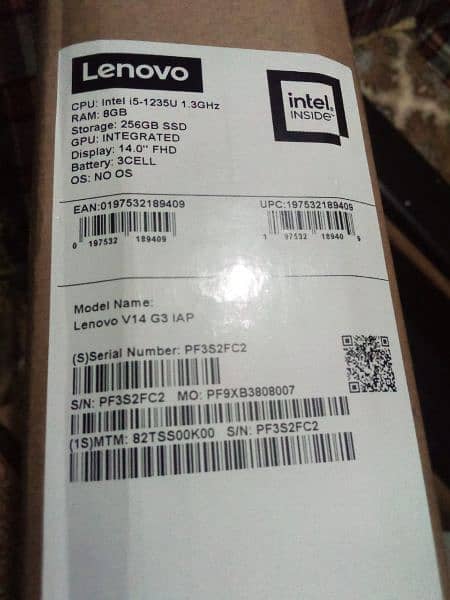 Lenovo
CPU: Intel i5-1235U 1.3GHz
RAM: 8GB
Storage: 256GB SSD
GPU: INTEGRATED
Display: 14.0" FHD
Battery: 3CELL
OS: NO OS
intel
INSIDE™
EAN:0197532189409 UPC:197532189409
0 197532 189409 1 97532 18940 9
Model Name:
Lenovo V14 G3 IAP
(S)Serial Number: PF3S2FC2
S/N: PF3S2FC2 MO: PF9XB3808007
(1S)MTM: 82TSS00K00 S/N: PF3S2FC2